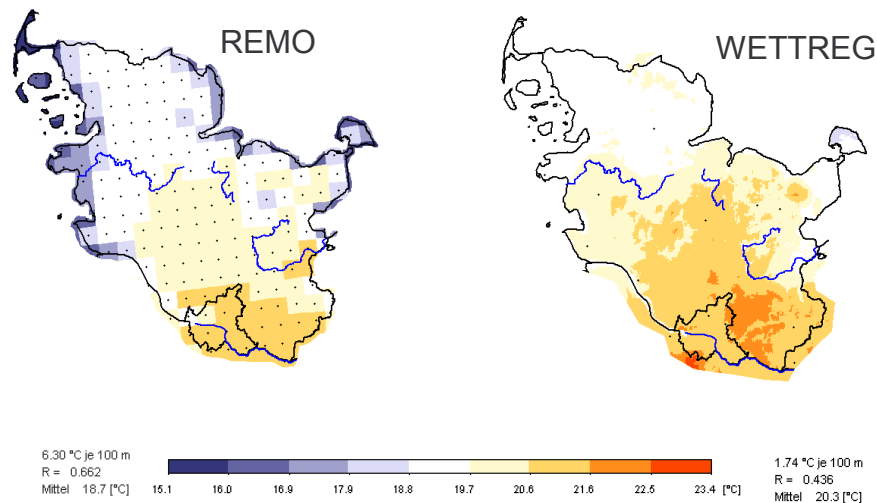 REMO
WETTREG
6.30 °C je 100 m
R = 0.662
Mittel 18.7 [°C]
15.1 16.0 16.9 17.9 18.8 19.7 20.6 21.6 22.5 23.4 [°C]
1.74 °C je 100 m
R = 0.436
Mittel 20.3 [°C]